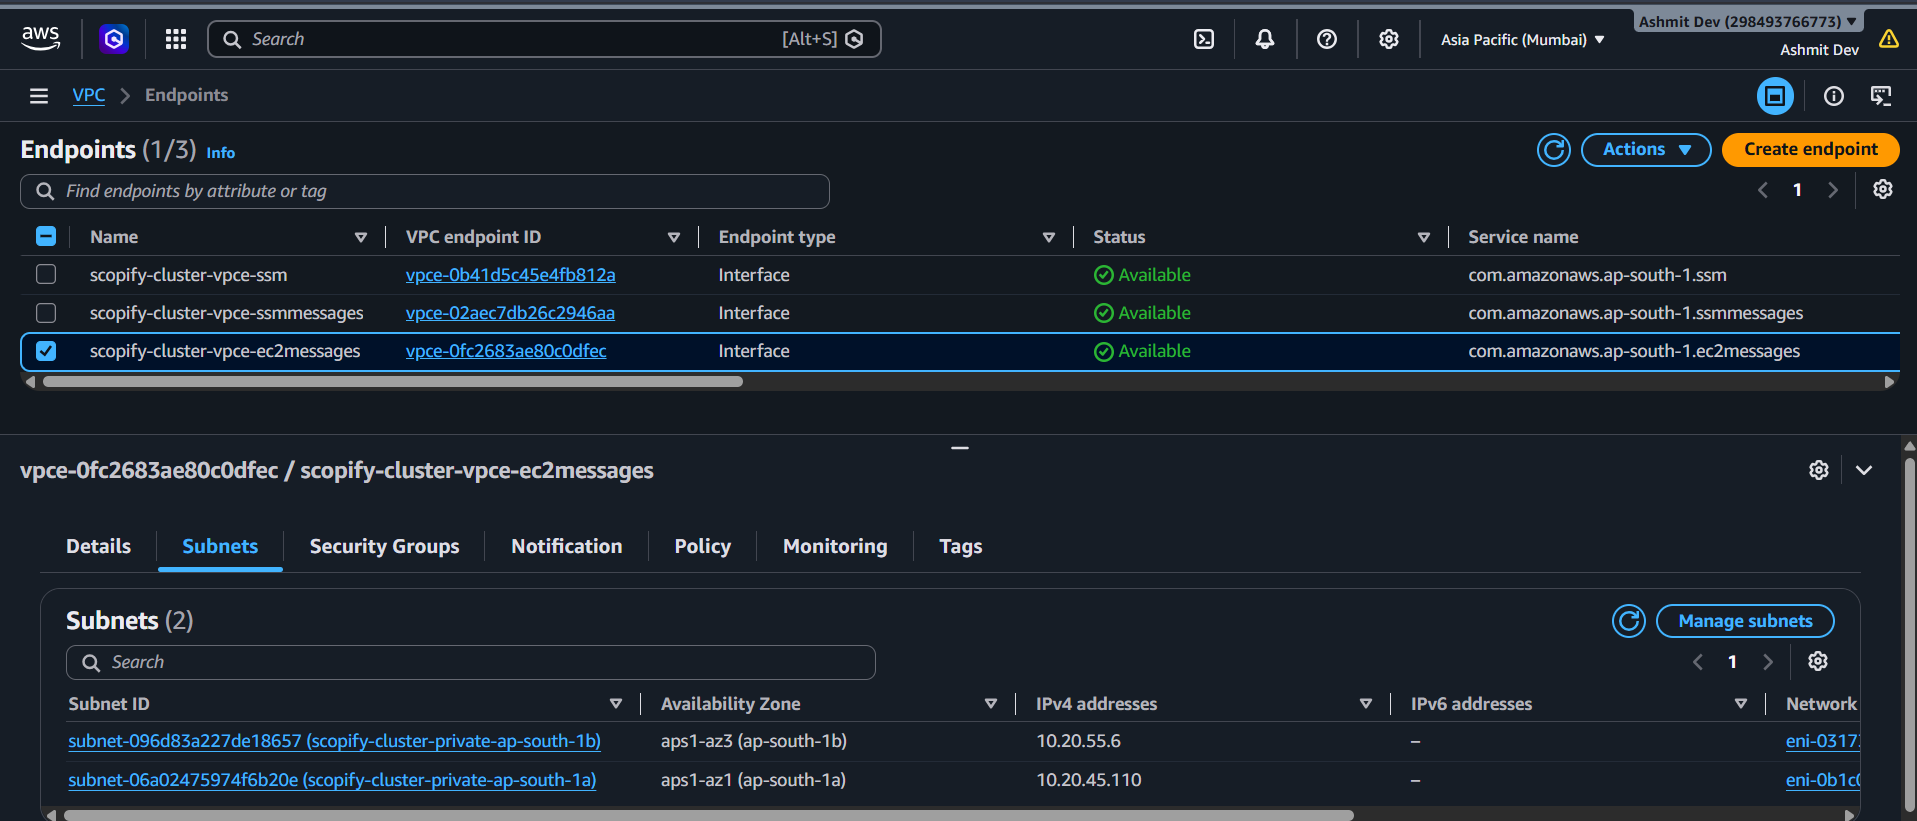 aws
Search [Alt+S]
Asia Pacific (Mumbai)
Ashmit Dev (298493766773)
Ashmit Dev
VPC Endpoints
Endpoints (1/3) Info
Actions
Create endpoint
Find endpoints by attribute or tag
1
Name VPC endpoint ID Endpoint type Status Service name
scopify-cluster-vpce-ssm vpce-0b41d5c45e4fb812a Interface Available com.amazonaws.ap-south-1.ssm
scopify-cluster-vpce-ssmmessages vpce-02aec7db26c2946aa Interface Available com.amazonaws.ap-south-1.ssmmessages
scopify-cluster-vpce-ec2messages vpce-0fc2683ae80c0dfec Interface Available com.amazonaws.ap-south-1.ec2messages
vpce-0fc2683ae80c0dfec / scopify-cluster-vpce-ec2messages
Details Subnets Security Groups Notification Policy Monitoring Tags
Subnets (2)
Manage subnets
Search
1
Subnet ID Availability Zone IPv4 addresses IPv6 addresses Network
subnet-096d83a227de18657 (scopify-cluster-private-ap-south-1b) aps1-az3 (ap-south-1b) 10.20.55.6 –
subnet-06a02475974f6b20e (scopify-cluster-private-ap-south-1a) aps1-az1 (ap-south-1a) 10.20.45.110 –